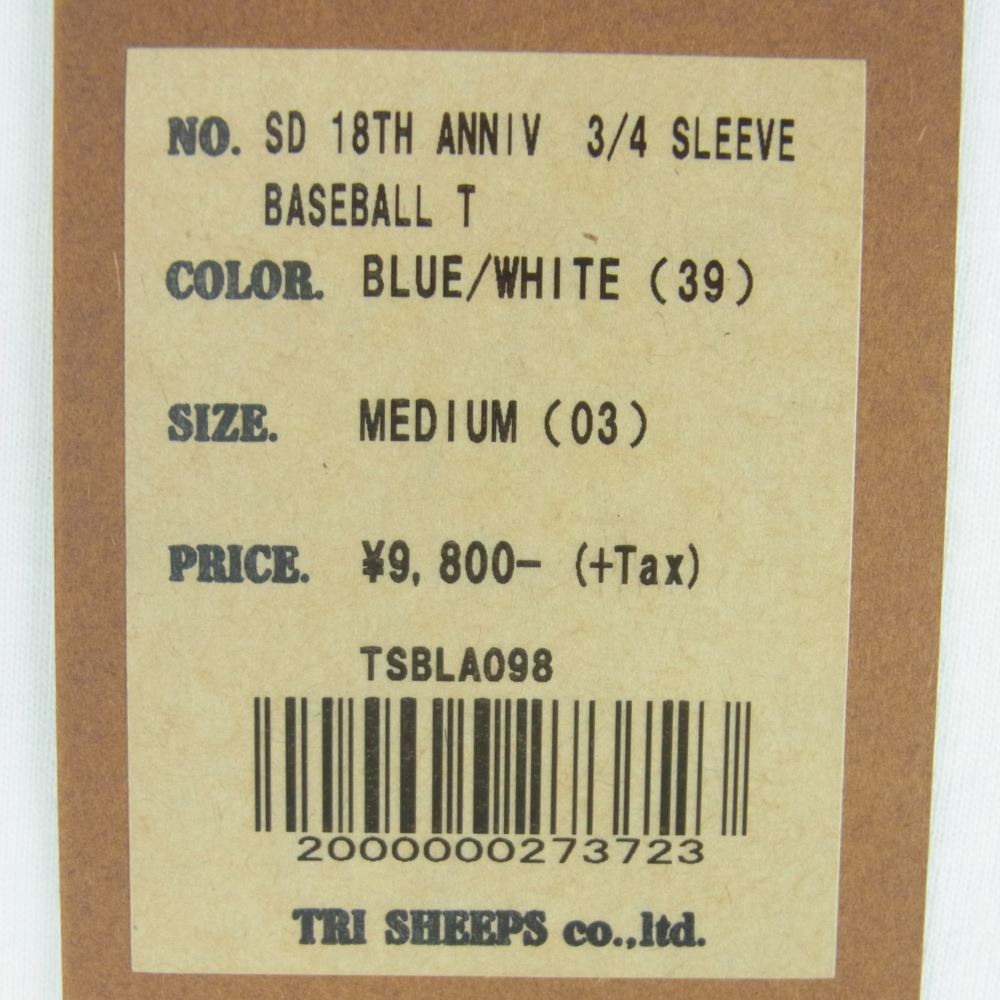 NO. SD 18TH ANNIV 3/4 SLEEVE
BASEBALL T
COLOR. BLUE/WHITE (39)
SIZE. MEDIUM (03)
PRICE. ¥9,800- (+Tax)
TSBLA098
2000000273723
TRI SHEEPS co.,ltd.